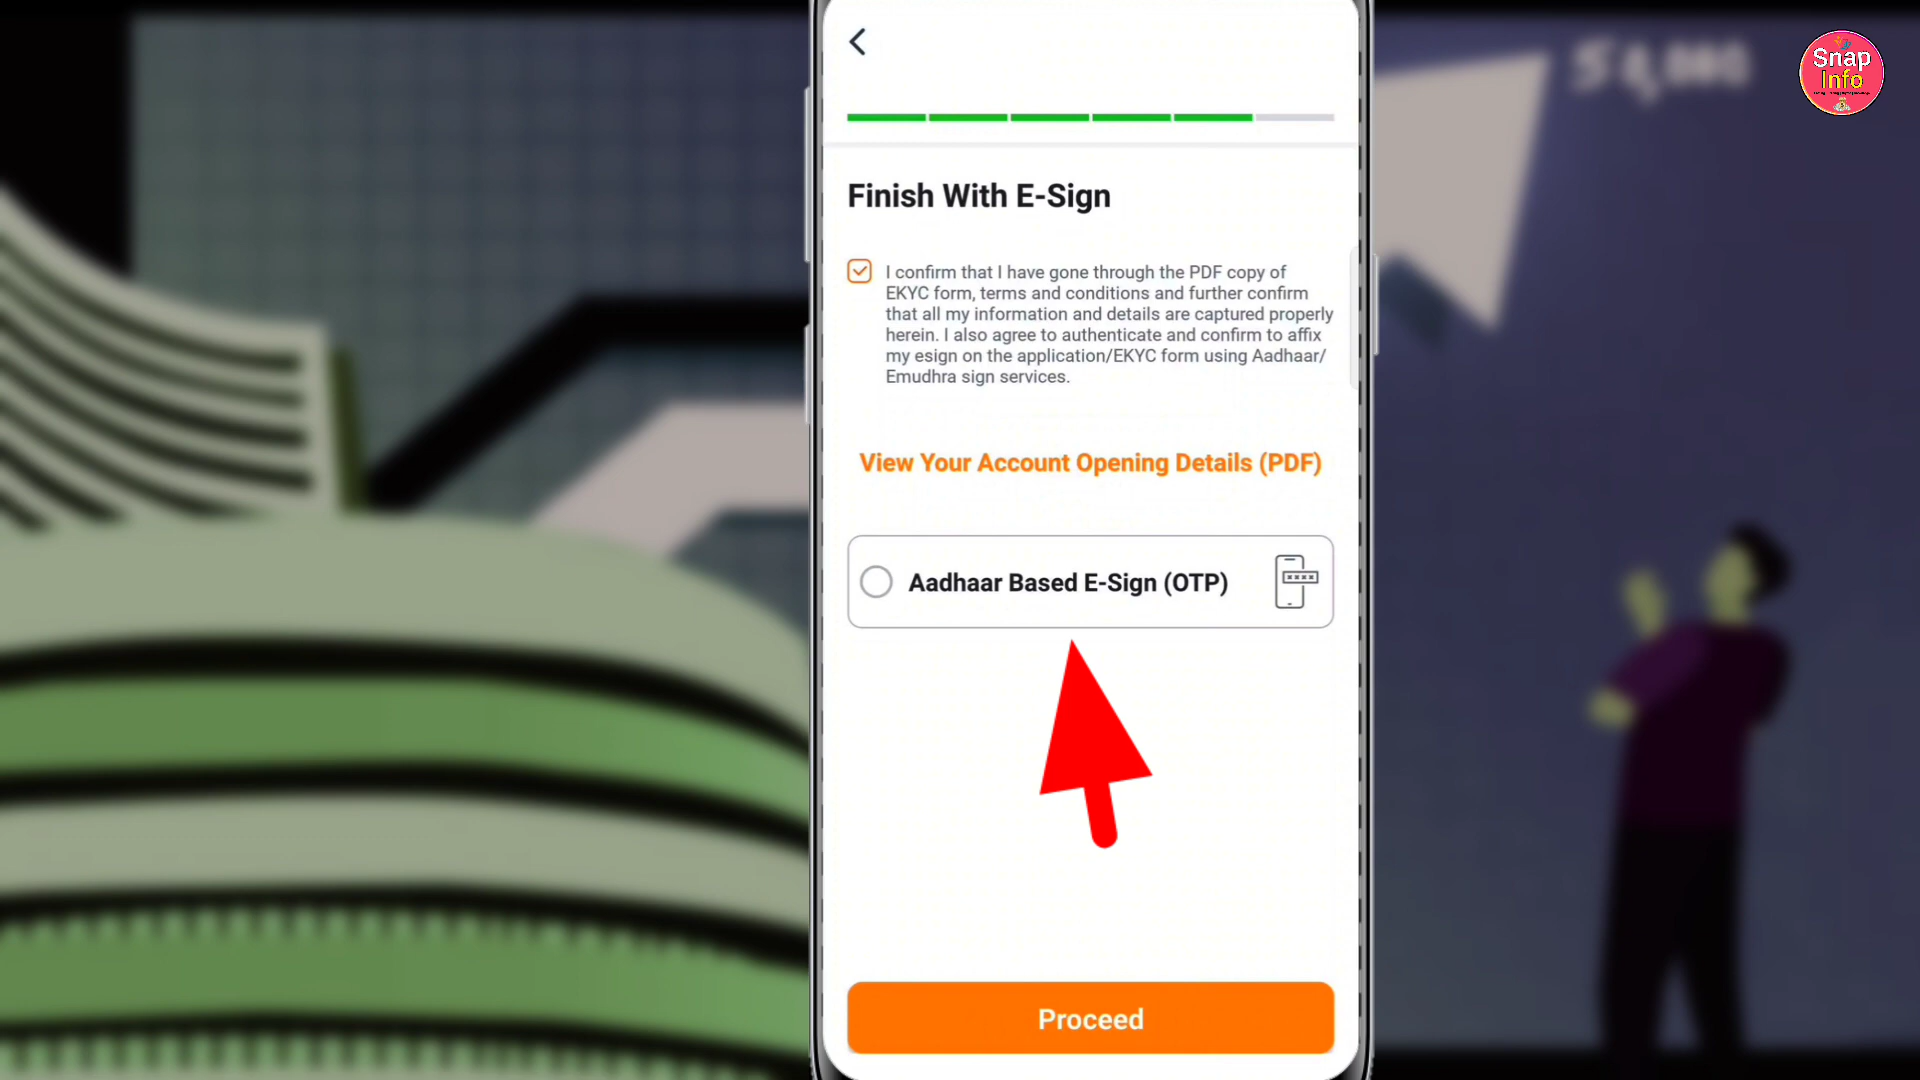 Snap
Info
Finish With E-Sign
I confirm that I have gone through the PDF copy of
EKYC form, terms and conditions and further confirm
that all my information and details are captured properly
herein. I also agree to authenticate and confirm to affix
my esign on the application/EKYC form using Aadhaar/
Emudhra sign services.
View Your Account Opening Details (PDF)
Aadhaar Based E-Sign (OTP)
Proceed